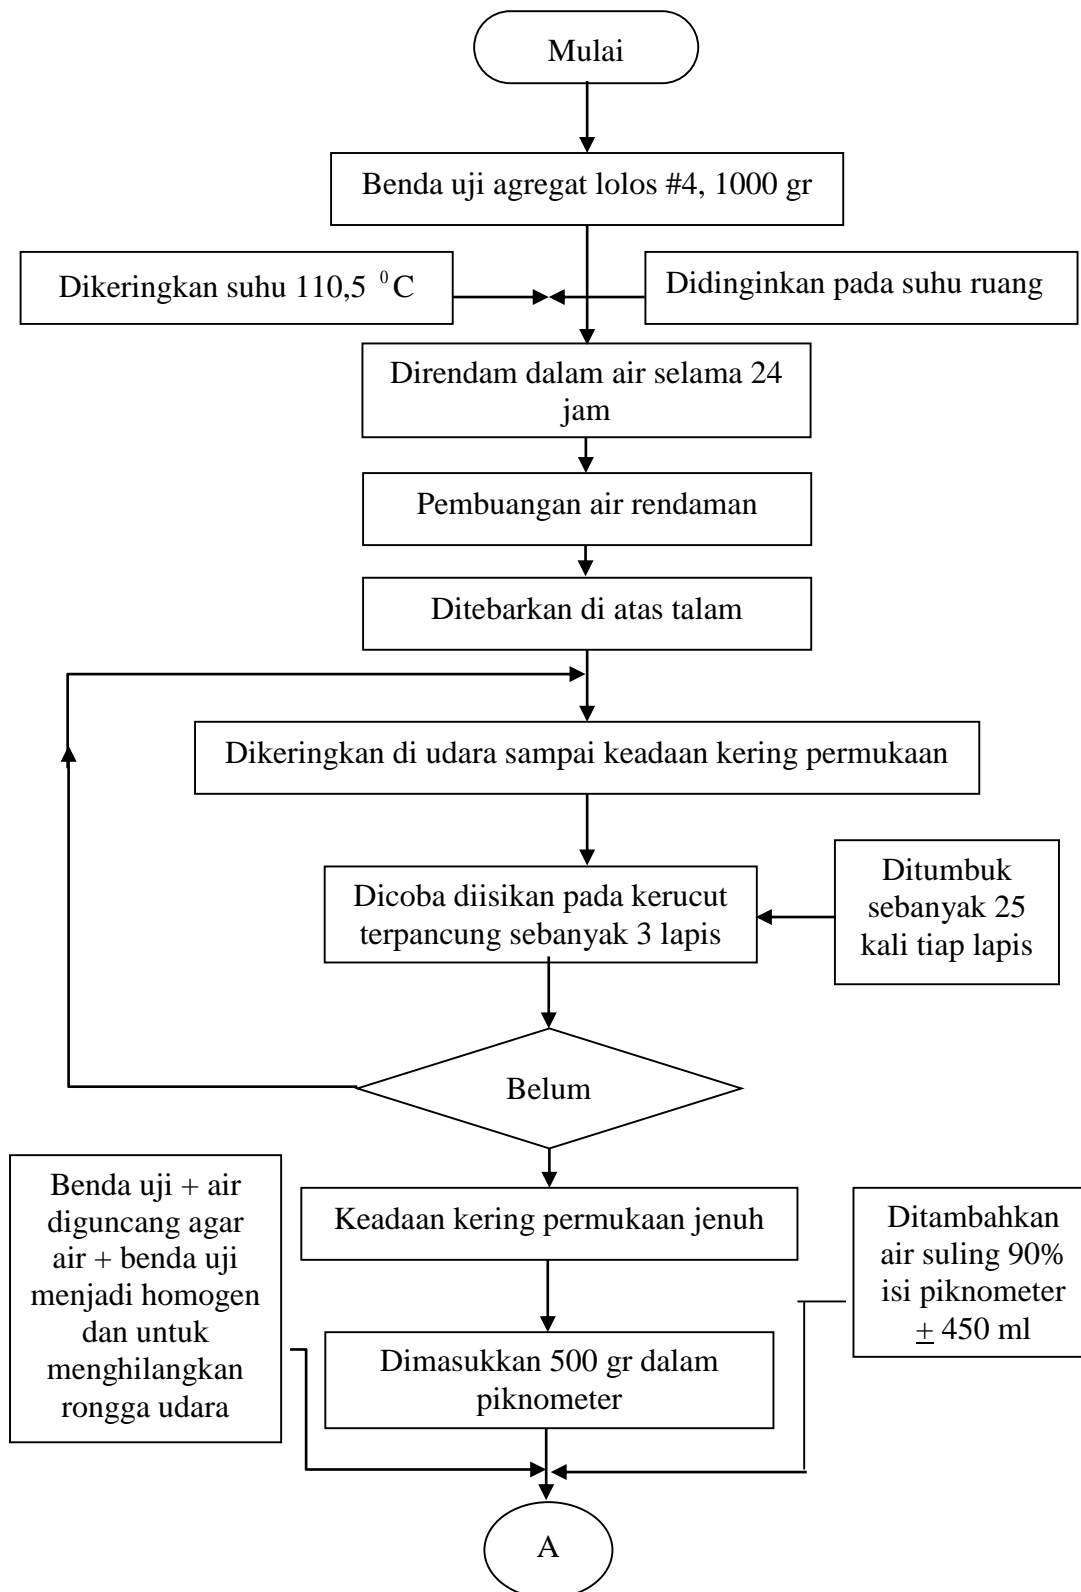 Mulai
Benda uji agregat lolos #4, 1000 gr
Dikeringkan suhu 110,5 ⁰C
Didinginkan pada suhu ruang
Direndam dalam air selama 24
jam
Pembuangan air rendaman
Ditebarkan di atas talam
Dikeringkan di udara sampai keadaan kering permukaan
Dicoba diisikan pada kerucut
terpancung sebanyak 3 lapis
Ditumbuk
sebanyak 25
kali tiap lapis
Belum
Benda uji + air
diguncang agar
air + benda uji
menjadi homogen
dan untuk
menghilangkan
rongga udara
Keadaan kering permukaan jenuh
Ditambahkan
air suling 90%
isi piknometer
± 450 ml
Dimasukkan 500 gr dalam
piknometer
A